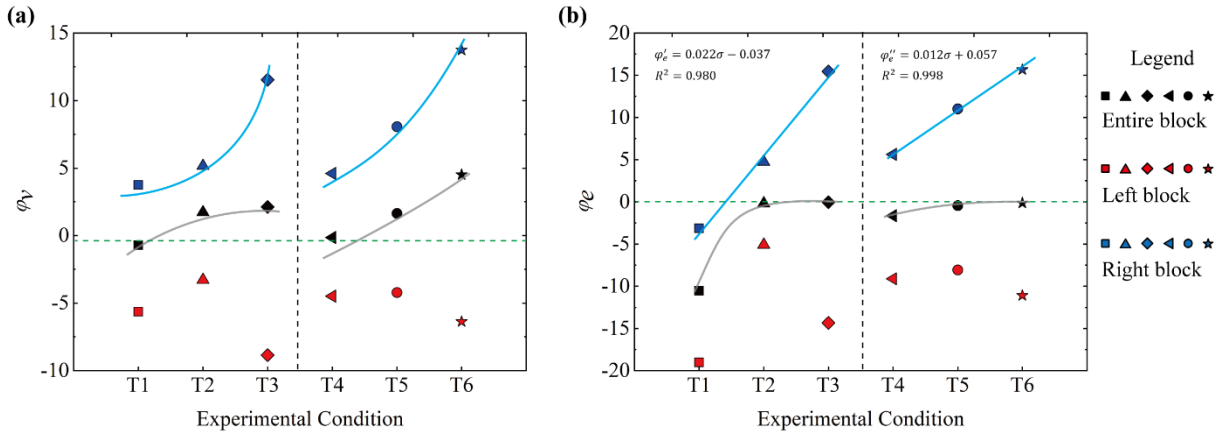 (a)
15
10
5
0
-5
-10
φv
T1 T2 T3 T4 T5 T6
Experimental Condition
(b)
20
15
10
5
0
-5
-10
-15
-20
φe
φe′ = 0.022σ − 0.037
R² = 0.980
φe′′ = 0.012σ + 0.057
R² = 0.998
T1 T2 T3 T4 T5 T6
Experimental Condition
Legend
Entire block
Left block
Right block